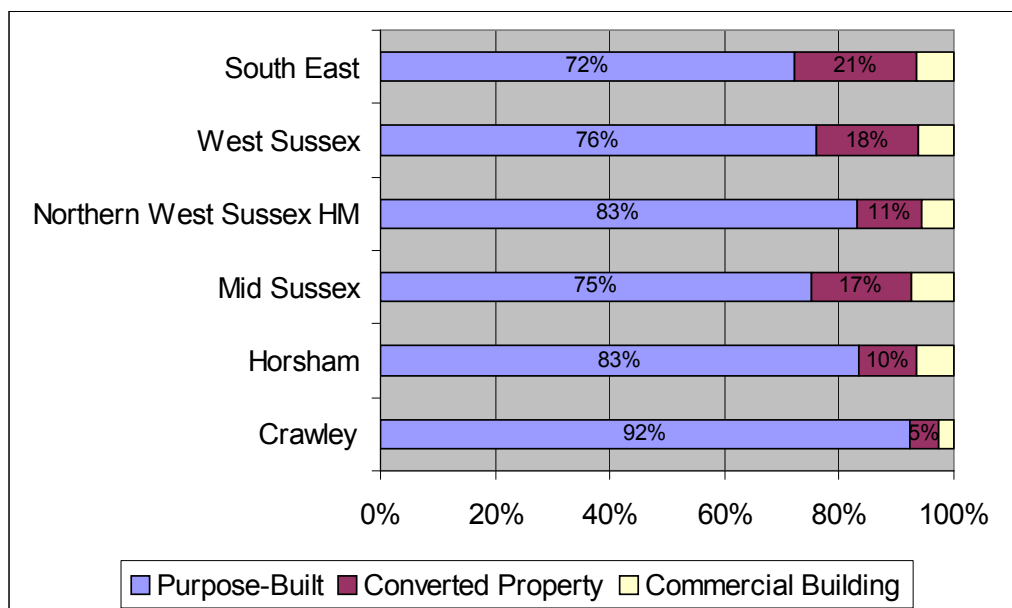 South East 72% 21%
West Sussex 76% 18%
Northern West Sussex HM 83% 11%
Mid Sussex 75% 17%
Horsham 83% 10%
Crawley 92% 5%
0% 20% 40% 60% 80% 100%
Purpose-Built Converted Property Commercial Building